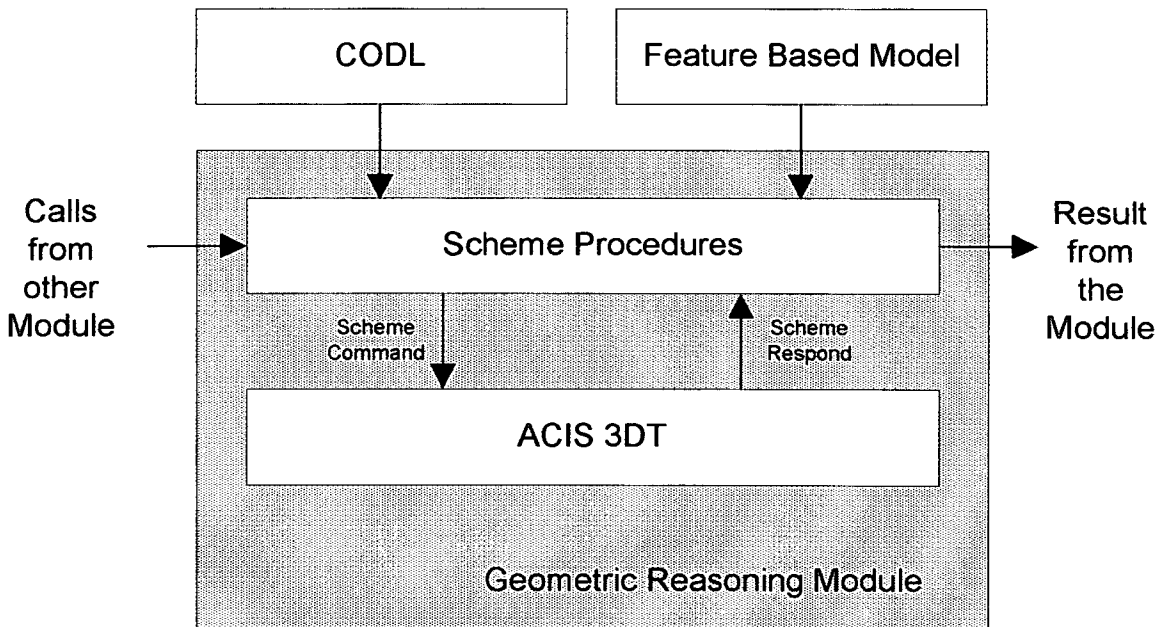 CODL
Feature Based Model
Calls
from
other
Module
Scheme Procedures
Result
from
the
Module
Scheme
Command
Scheme
Respond
ACIS 3DT
Geometric Reasoning Module